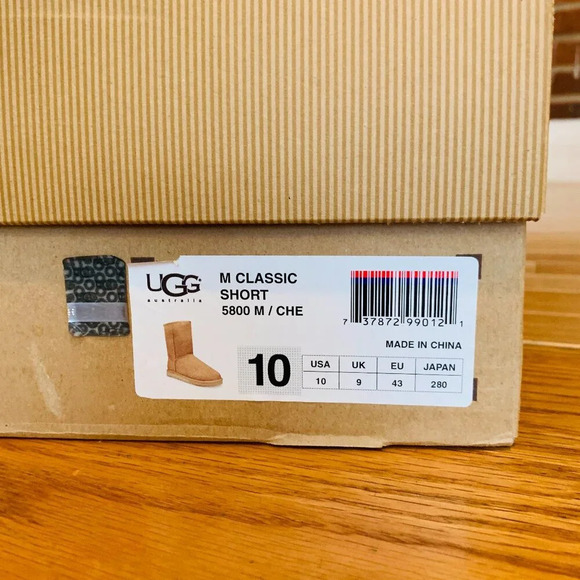 UGG
australia
M CLASSIC
SHORT
5800 M / CHE
7 37872 99012 1
MADE IN CHINA
10
USA UK EU JAPAN
10 9 43 280